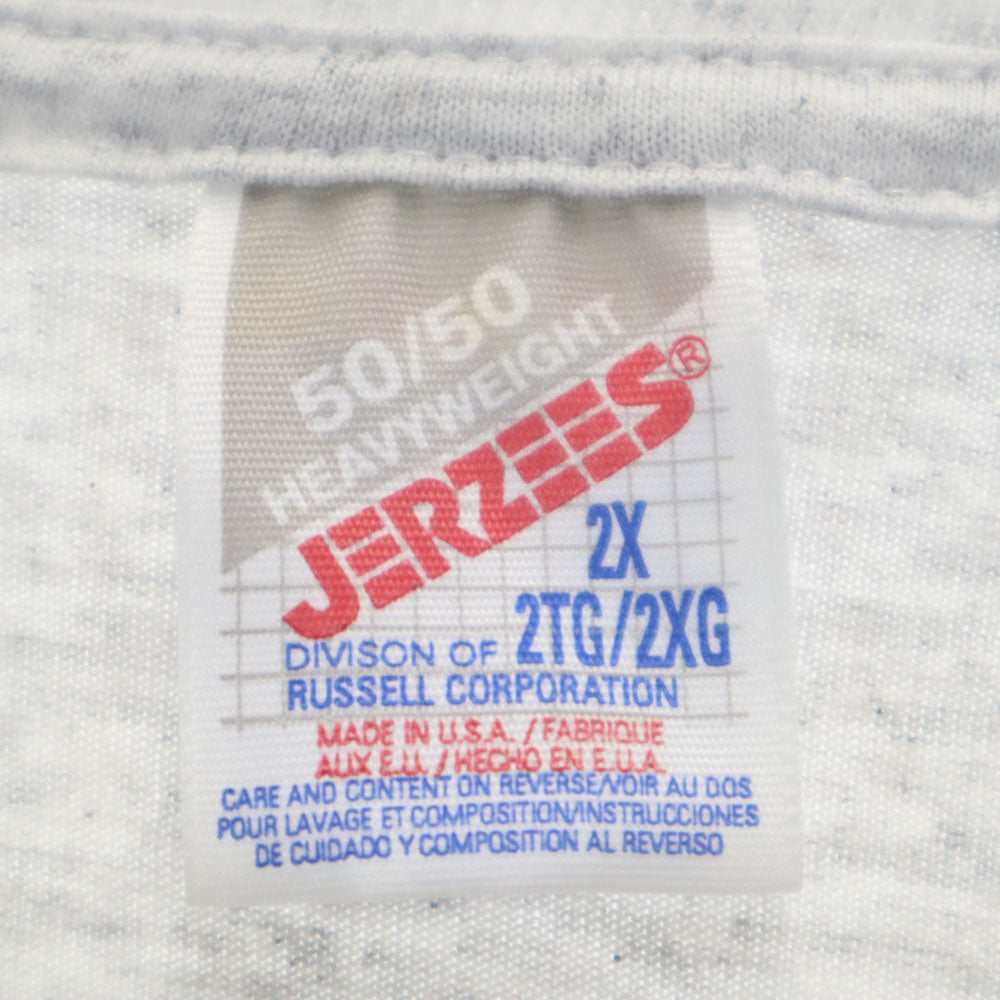 50/50
HEAVYWEIGHT
JERZEES®
2X
2TG/2XG
DIVISON OF
RUSSELL CORPORATION
MADE IN U.S.A. / FABRIQUE
AUX E.U. / HECHO EN E.U.A.
CARE AND CONTENT ON REVERSE/VOIR AU DOS
POUR LAVAGE ET COMPOSITION/INSTRUCCIONES
DE CUIDADO Y COMPOSITION AL REVERSO